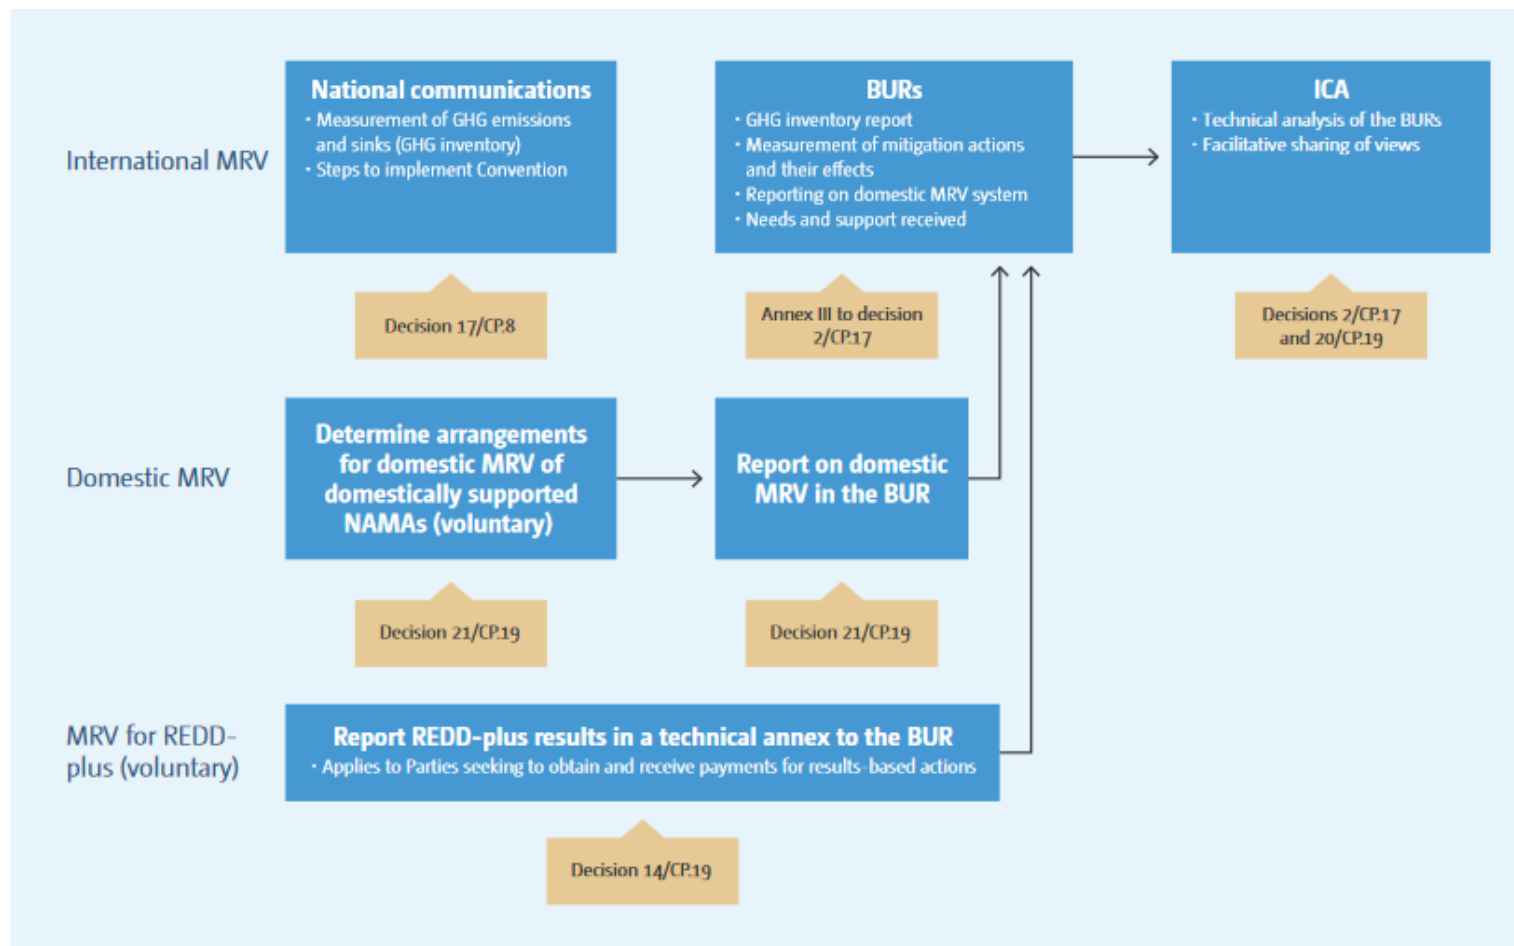 International MRV
National communications
· Measurement of GHG emissions
and sinks (GHG inventory)
· Steps to implement Convention
BURs
· GHG inventory report
· Measurement of mitigation actions
and their effects
· Reporting on domestic MRV system
· Needs and support received
ICA
· Technical analysis of the BURs
· Facilitative sharing of views
Decision 17/CP.8
Annex III to decision
2/CP.17
Decisions 2/CP.17
and 20/CP.19
Domestic MRV
Determine arrangements
for domestic MRV of
domestically supported
NAMAs (voluntary)
Report on domestic
MRV in the BUR
Decision 21/CP.19
Decision 21/CP.19
MRV for REDD-
plus (voluntary)
Report REDD-plus results in a technical annex to the BUR
· Applies to Parties seeking to obtain and receive payments for results-based actions
Decision 14/CP.19